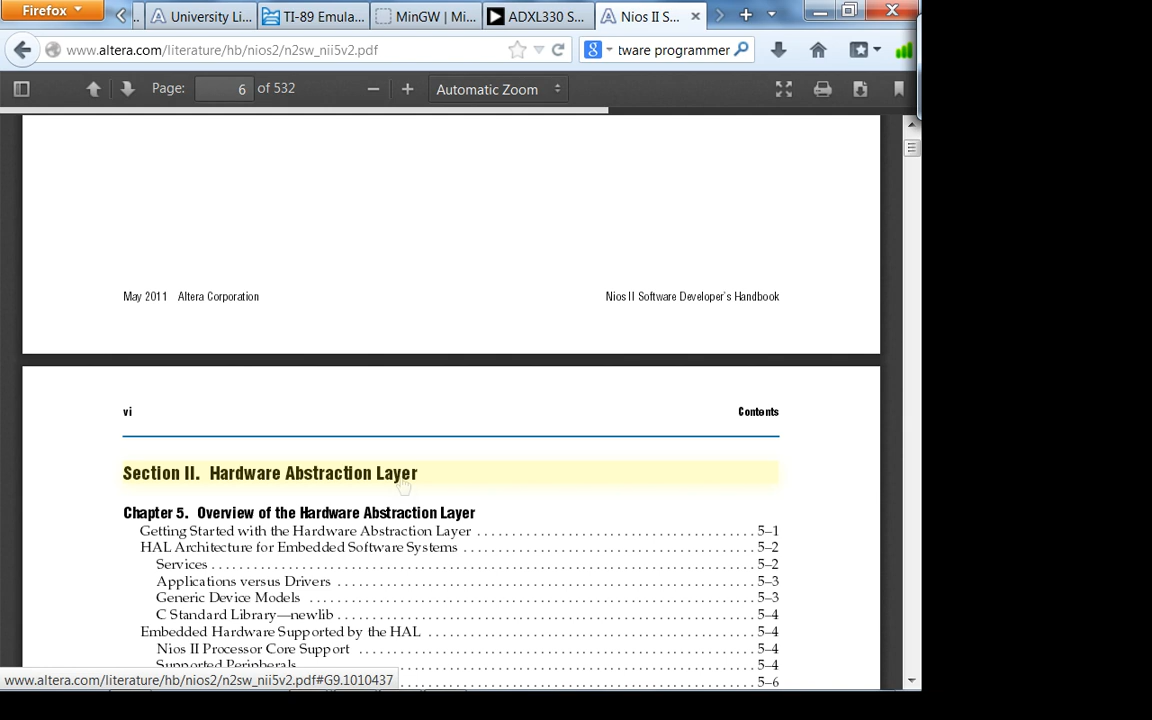 Firefox
University Li...
TI-89 Emula...
MinGW | Mi...
ADXL330 S...
Nios II S...
www.altera.com/literature/hb/nios2/n2sw_nii5v2.pdf
tware programmer
Page: 6 of 532
Automatic Zoom
May 2011 Altera Corporation
Nios II Software Developer's Handbook
vi
Contents
Section II. Hardware Abstraction Layer
Chapter 5. Overview of the Hardware Abstraction Layer
Getting Started with the Hardware Abstraction Layer . . . . . . . . . . . . . . . . . . . . . . . . . . . . . . . . . . . . . . . . . . 5–1
HAL Architecture for Embedded Software Systems . . . . . . . . . . . . . . . . . . . . . . . . . . . . . . . . . . . . . . . . . . . . 5–2
Services . . . . . . . . . . . . . . . . . . . . . . . . . . . . . . . . . . . . . . . . . . . . . . . . . . . . . . . . . . . . . . . . . . . . . . . . 5–2
Applications versus Drivers . . . . . . . . . . . . . . . . . . . . . . . . . . . . . . . . . . . . . . . . . . . . . . . . . . . . . . . . 5–3
Generic Device Models . . . . . . . . . . . . . . . . . . . . . . . . . . . . . . . . . . . . . . . . . . . . . . . . . . . . . . . . . . . . 5–3
C Standard Library—newlib . . . . . . . . . . . . . . . . . . . . . . . . . . . . . . . . . . . . . . . . . . . . . . . . . . . . . . . . 5–4
Embedded Hardware Supported by the HAL . . . . . . . . . . . . . . . . . . . . . . . . . . . . . . . . . . . . . . . . . . . . . . 5–4
Nios II Processor Core Support . . . . . . . . . . . . . . . . . . . . . . . . . . . . . . . . . . . . . . . . . . . . . . . . . . . . . 5–4
Supported Peripherals . . . . . . . . . . . . . . . . . . . . . . . . . . . . . . . . . . . . . . . . . . . . . . . . . . . . . . . . . . . . 5–4
. . . . . . . . . . . . . . . . . . . . . . . . . . . . . . . . . . . . . . . . . . . . . 5–6
www.altera.com/literature/hb/nios2/n2sw_nii5v2.pdf#G9.1010437